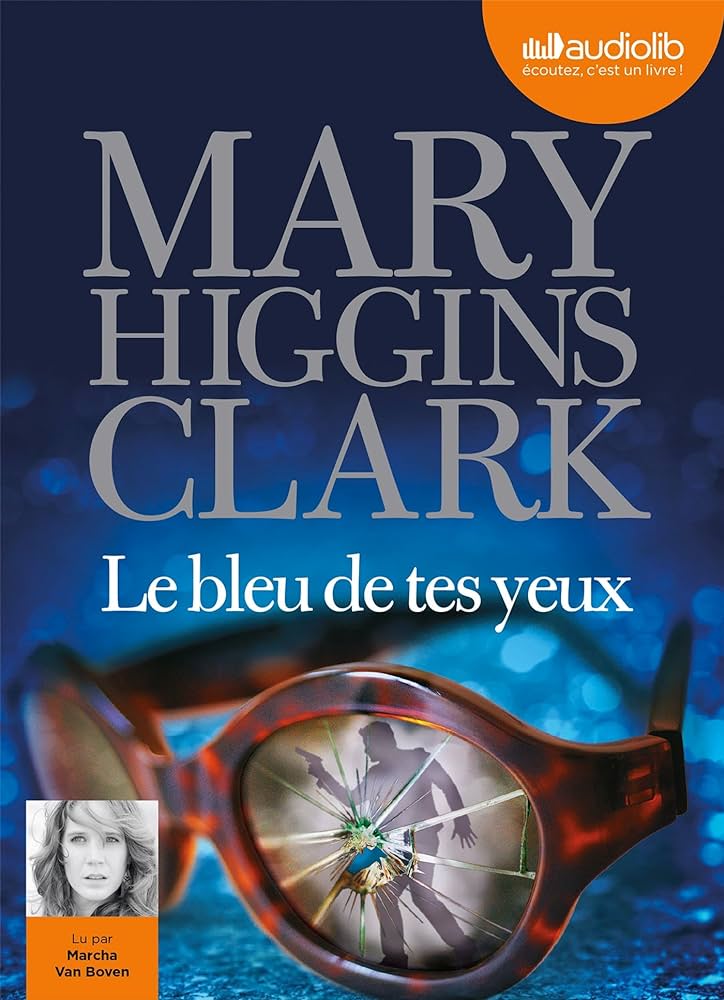 audiolib
écoutez, c'est un livre !
MARY
HIGGINS
CLARK
Le bleu de tes yeux
Lu par
Marcha
Van Boven